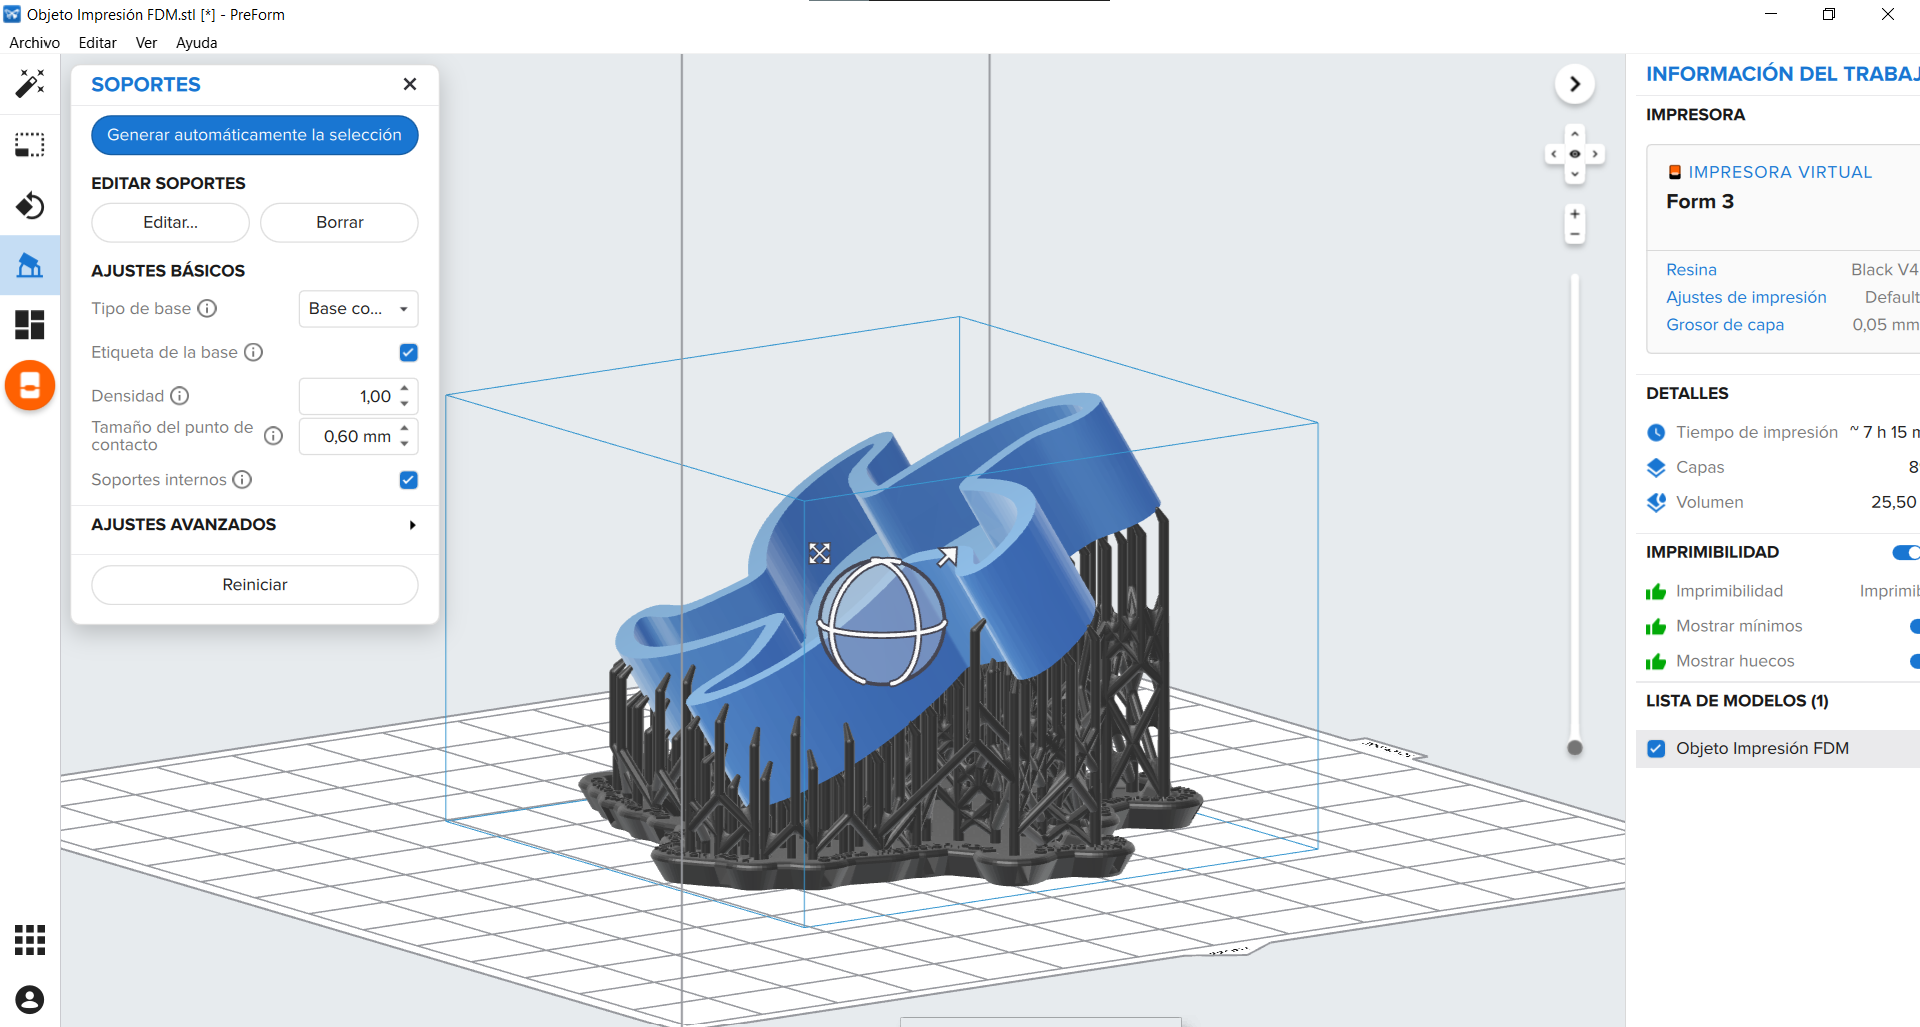 Objeto Impresión FDM.stl [*] - PreForm
Archivo Editar Ver Ayuda
SOPORTES
Generar automáticamente la selección
EDITAR SOPORTES
Editar... Borrar
AJUSTES BÁSICOS
Tipo de base Base co...
Etiqueta de la base
Densidad 1,00
Tamaño del punto de
contacto 0,60 mm
Soportes internos
AJUSTES AVANZADOS
Reiniciar
INFORMACIÓN DEL TRABAJ
IMPRESORA
IMPRESORA VIRTUAL
Form 3
Resina Black V4
Ajustes de impresión Default
Grosor de capa 0,05 mm
DETALLES
Tiempo de impresión ~ 7 h 15 m
Capas 8
Volumen 25,50
IMPRIMIBILIDAD
Imprimibilidad Imprimib
Mostrar mínimos
Mostrar huecos
LISTA DE MODELOS (1)
Objeto Impresión FDM